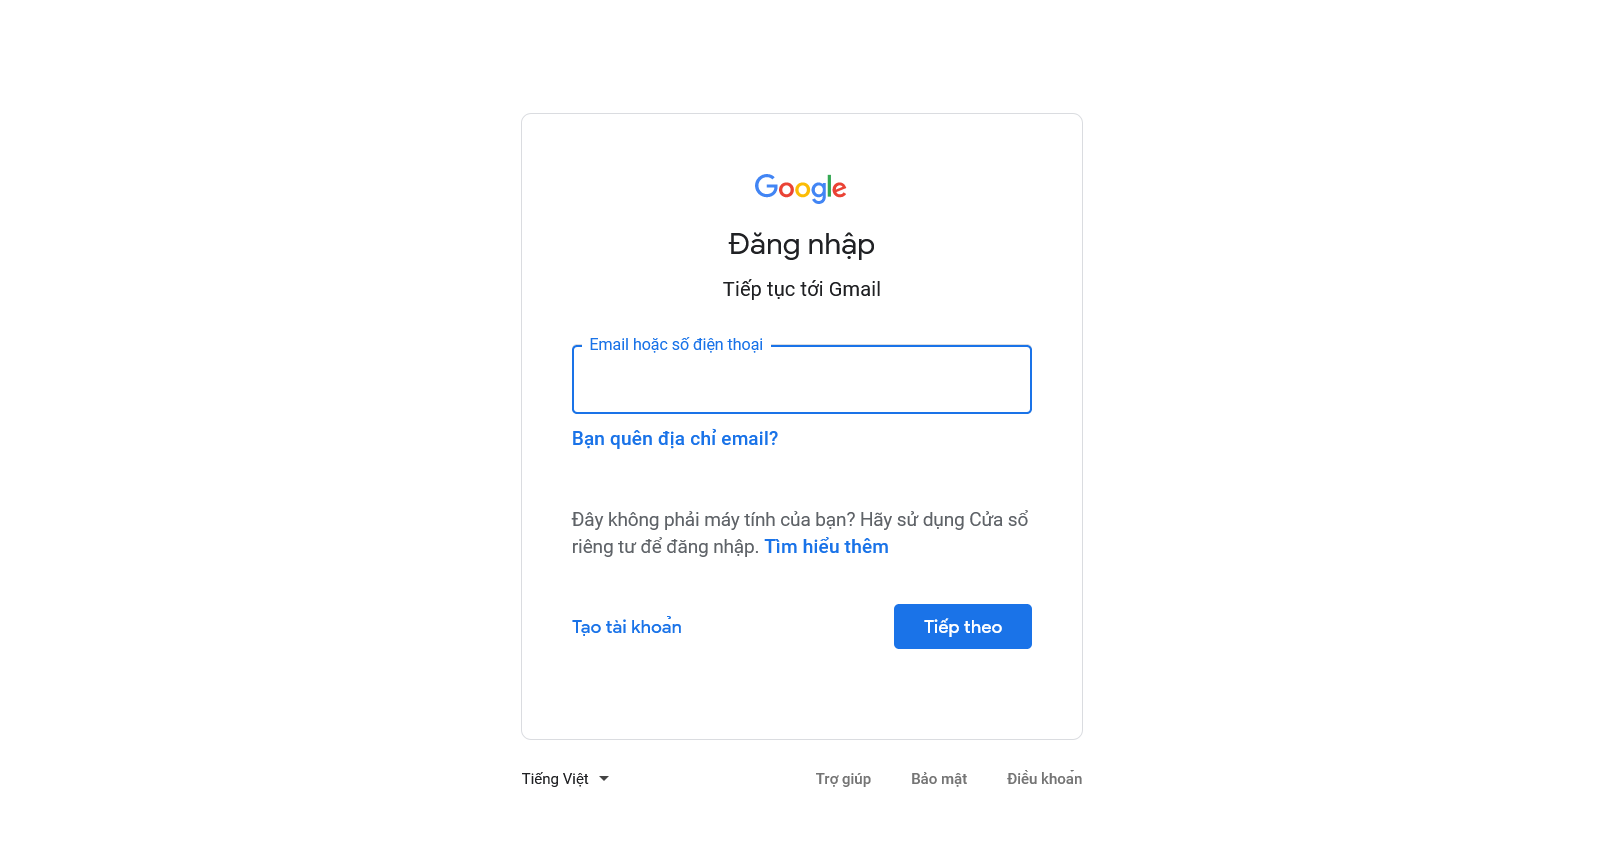 Google
Đăng nhập
Tiếp tục tới Gmail
Email hoặc số điện thoại
Bạn quên địa chỉ email?
Đây không phải máy tính của bạn? Hãy sử dụng Cửa sổ
riêng tư để đăng nhập. Tìm hiểu thêm
Tạo tài khoản
Tiếp theo
Tiếng Việt
Trợ giúp
Bảo mật
Điều khoản